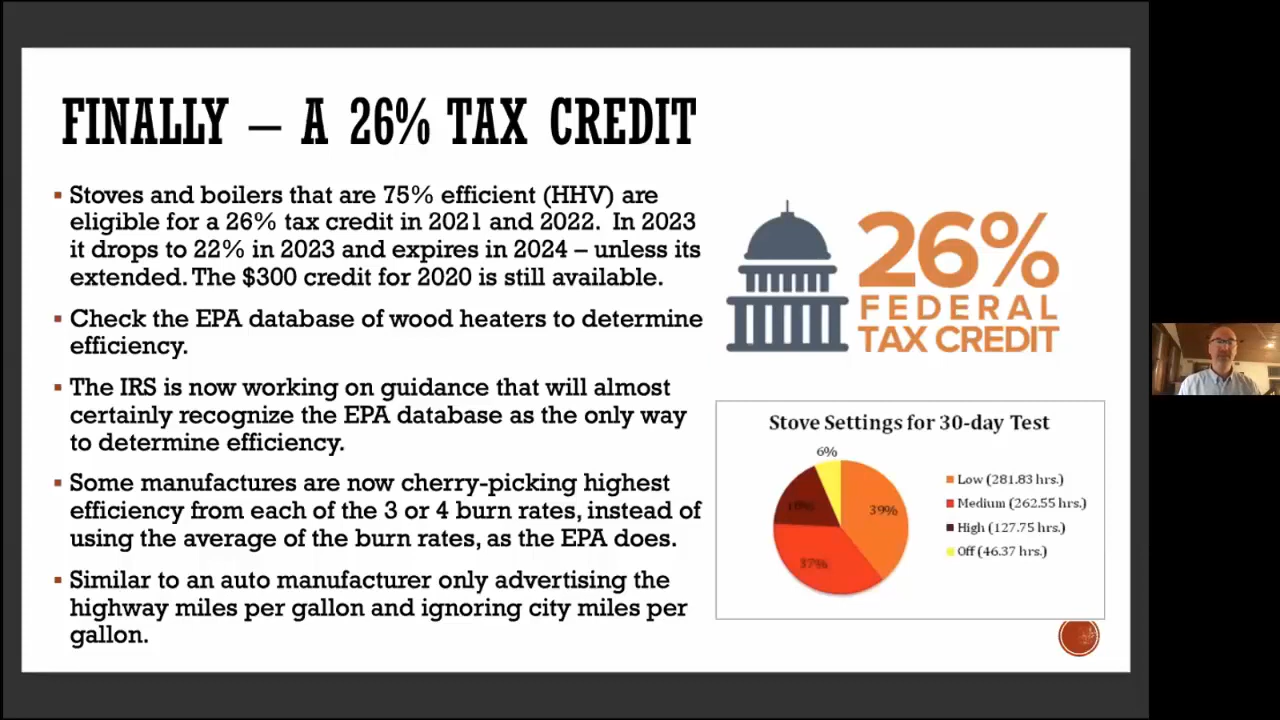 FINALLY – A 26% TAX CREDIT
▪ Stoves and boilers that are 75% efficient (HHV) are
eligible for a 26% tax credit in 2021 and 2022.  In 2023
it drops to 22% in 2023 and expires in 2024 – unless its
extended. The $300 credit for 2020 is still available.
▪ Check the EPA database of wood heaters to determine
efficiency.
▪ The IRS is now working on guidance that will almost
certainly recognize the EPA database as the only way
to determine efficiency.
▪ Some manufactures are now cherry-picking highest
efficiency from each of the 3 or 4 burn rates, instead of
using the average of the burn rates, as the EPA does.
▪ Similar to an auto manufacturer only advertising the
highway miles per gallon and ignoring city miles per
gallon.
26%
FEDERAL
TAX CREDIT
Stove Settings for 30-day Test
6%
39%
37%
Low (281.83 hrs.)
Medium (262.55 hrs.)
High (127.75 hrs.)
Off (46.37 hrs.)